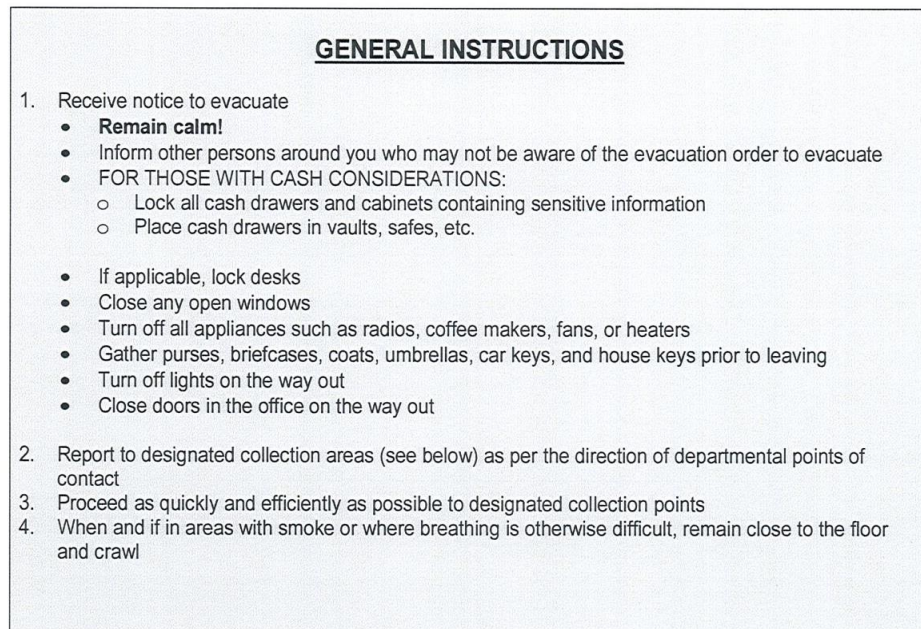 GENERAL INSTRUCTIONS
1. Receive notice to evacuate
• Remain calm!
• Inform other persons around you who may not be aware of the evacuation order to evacuate
• FOR THOSE WITH CASH CONSIDERATIONS:
o Lock all cash drawers and cabinets containing sensitive information
o Place cash drawers in vaults, safes, etc.
• If applicable, lock desks
• Close any open windows
• Turn off all appliances such as radios, coffee makers, fans, or heaters
• Gather purses, briefcases, coats, umbrellas, car keys, and house keys prior to leaving
• Turn off lights on the way out
• Close doors in the office on the way out
2. Report to designated collection areas (see below) as per the direction of departmental points of
contact
3. Proceed as quickly and efficiently as possible to designated collection points
4. When and if in areas with smoke or where breathing is otherwise difficult, remain close to the floor
and crawl